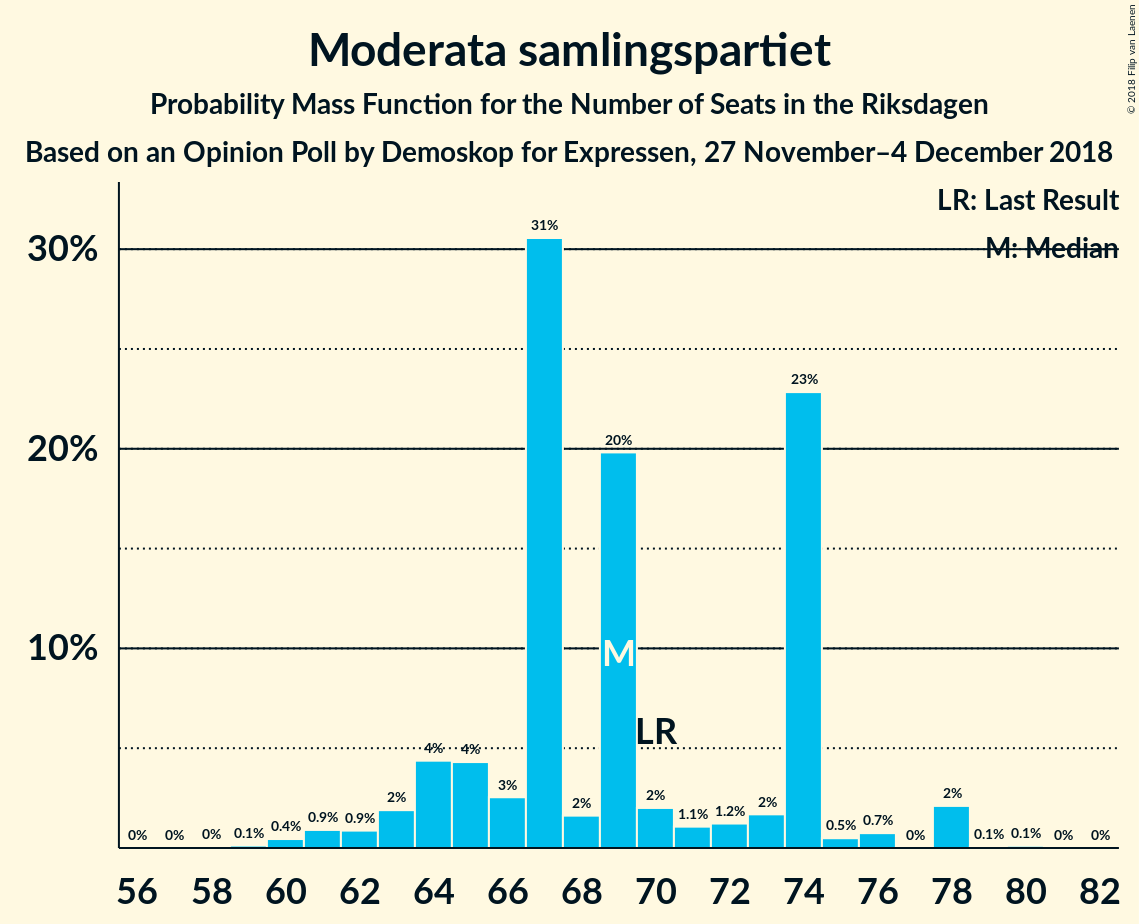 Moderata samlingspartiet
Probability Mass Function for the Number of Seats in the Riksdagen
Based on an Opinion Poll by Demoskop for Expressen, 27 November–4 December 2018
© 2018 Filip van Laenen
LR: Last Result
M: Median
30%
20%
10%
0% 0% 0% 0.1% 0.4% 0.9% 0.9% 2% 4% 4% 3% 31% 2% 20% 2% 1.1% 1.2% 2% 23% 0.5% 0.7% 0% 2% 0.1% 0.1% 0% 0%
M
LR
56 58 60 62 64 66 68 70 72 74 76 78 80 82